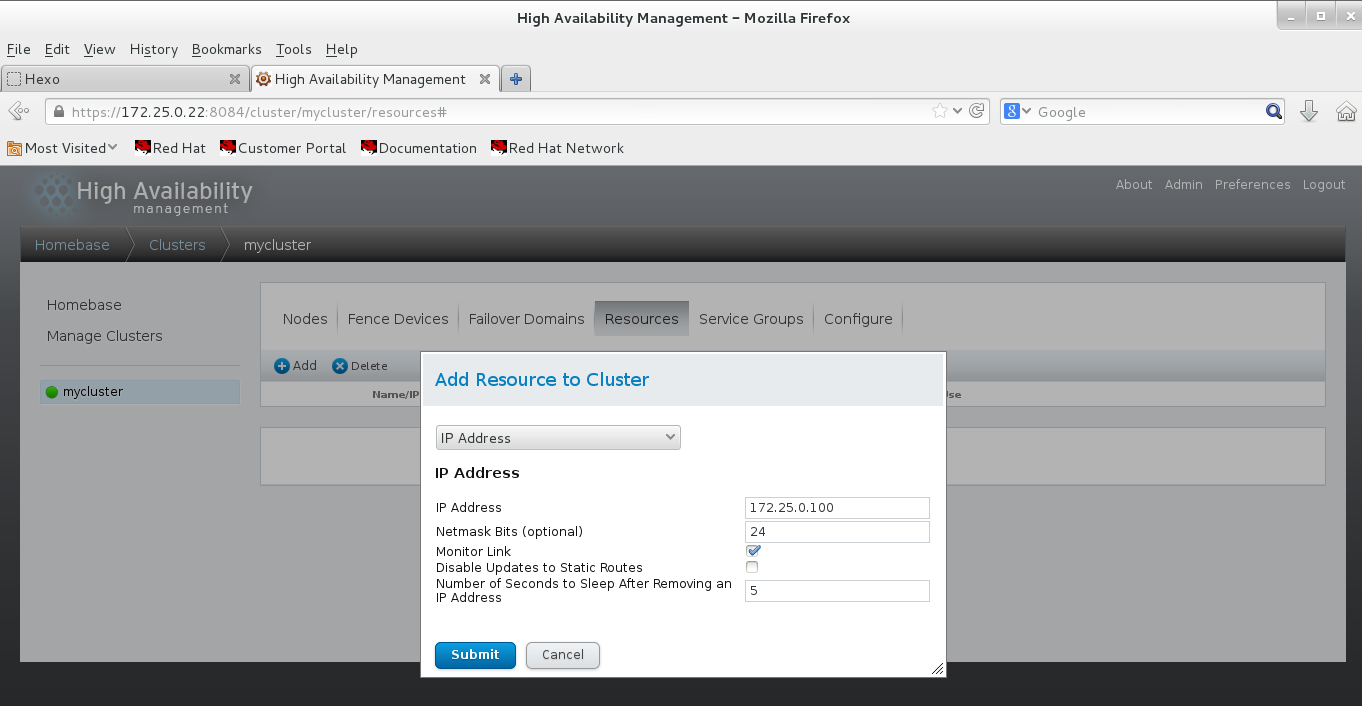 High Availability Management - Mozilla Firefox
File Edit View History Bookmarks Tools Help
Hexo
High Availability Management
https://172.25.0.22:8084/cluster/mycluster/resources#
8 Google
Most Visited Red Hat Customer Portal Documentation Red Hat Network
High Availability
management
About Admin Preferences Logout
Homebase Clusters mycluster
Homebase
Manage Clusters
mycluster
Nodes Fence Devices Failover Domains Resources Service Groups Configure
Add Delete
Name/IP
Add Resource to Cluster
IP Address
IP Address
IP Address 172.25.0.100
Netmask Bits (optional) 24
Monitor Link
Disable Updates to Static Routes
Number of Seconds to Sleep After Removing an
IP Address 5
Submit Cancel